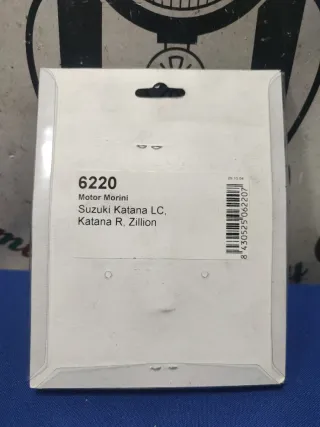 6220
Motor Morini
Suzuki Katana LC,
Katana R, Zillion
8 430525 062207